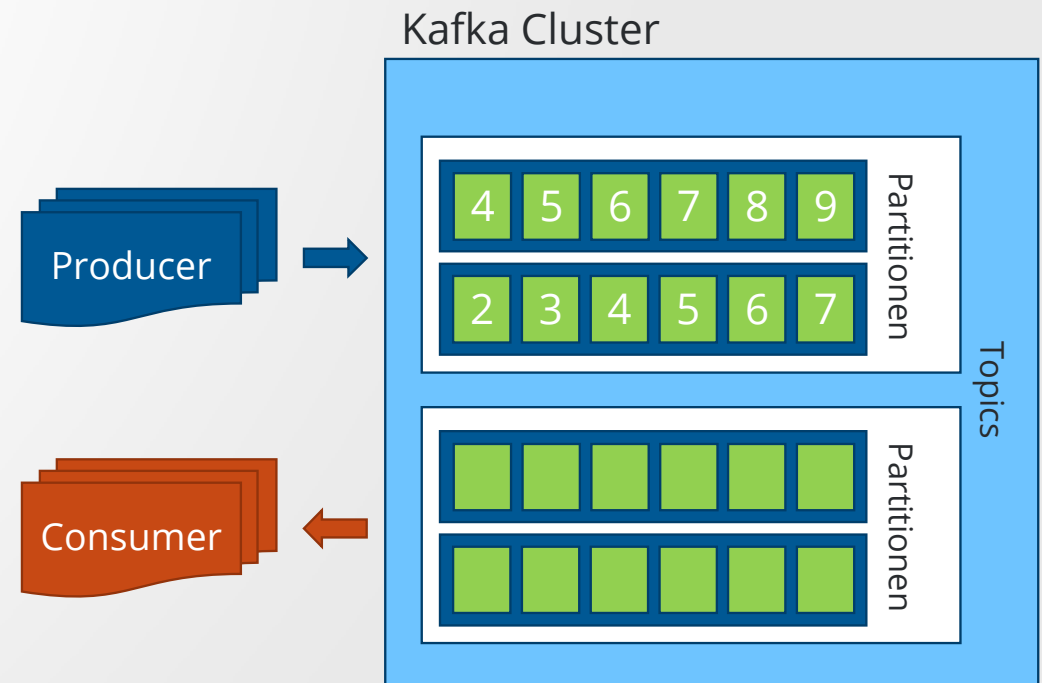 Kafka Cluster
Producer
4 5 6 7 8 9
2 3 4 5 6 7
Partitionen
Topics
Consumer
Partitionen